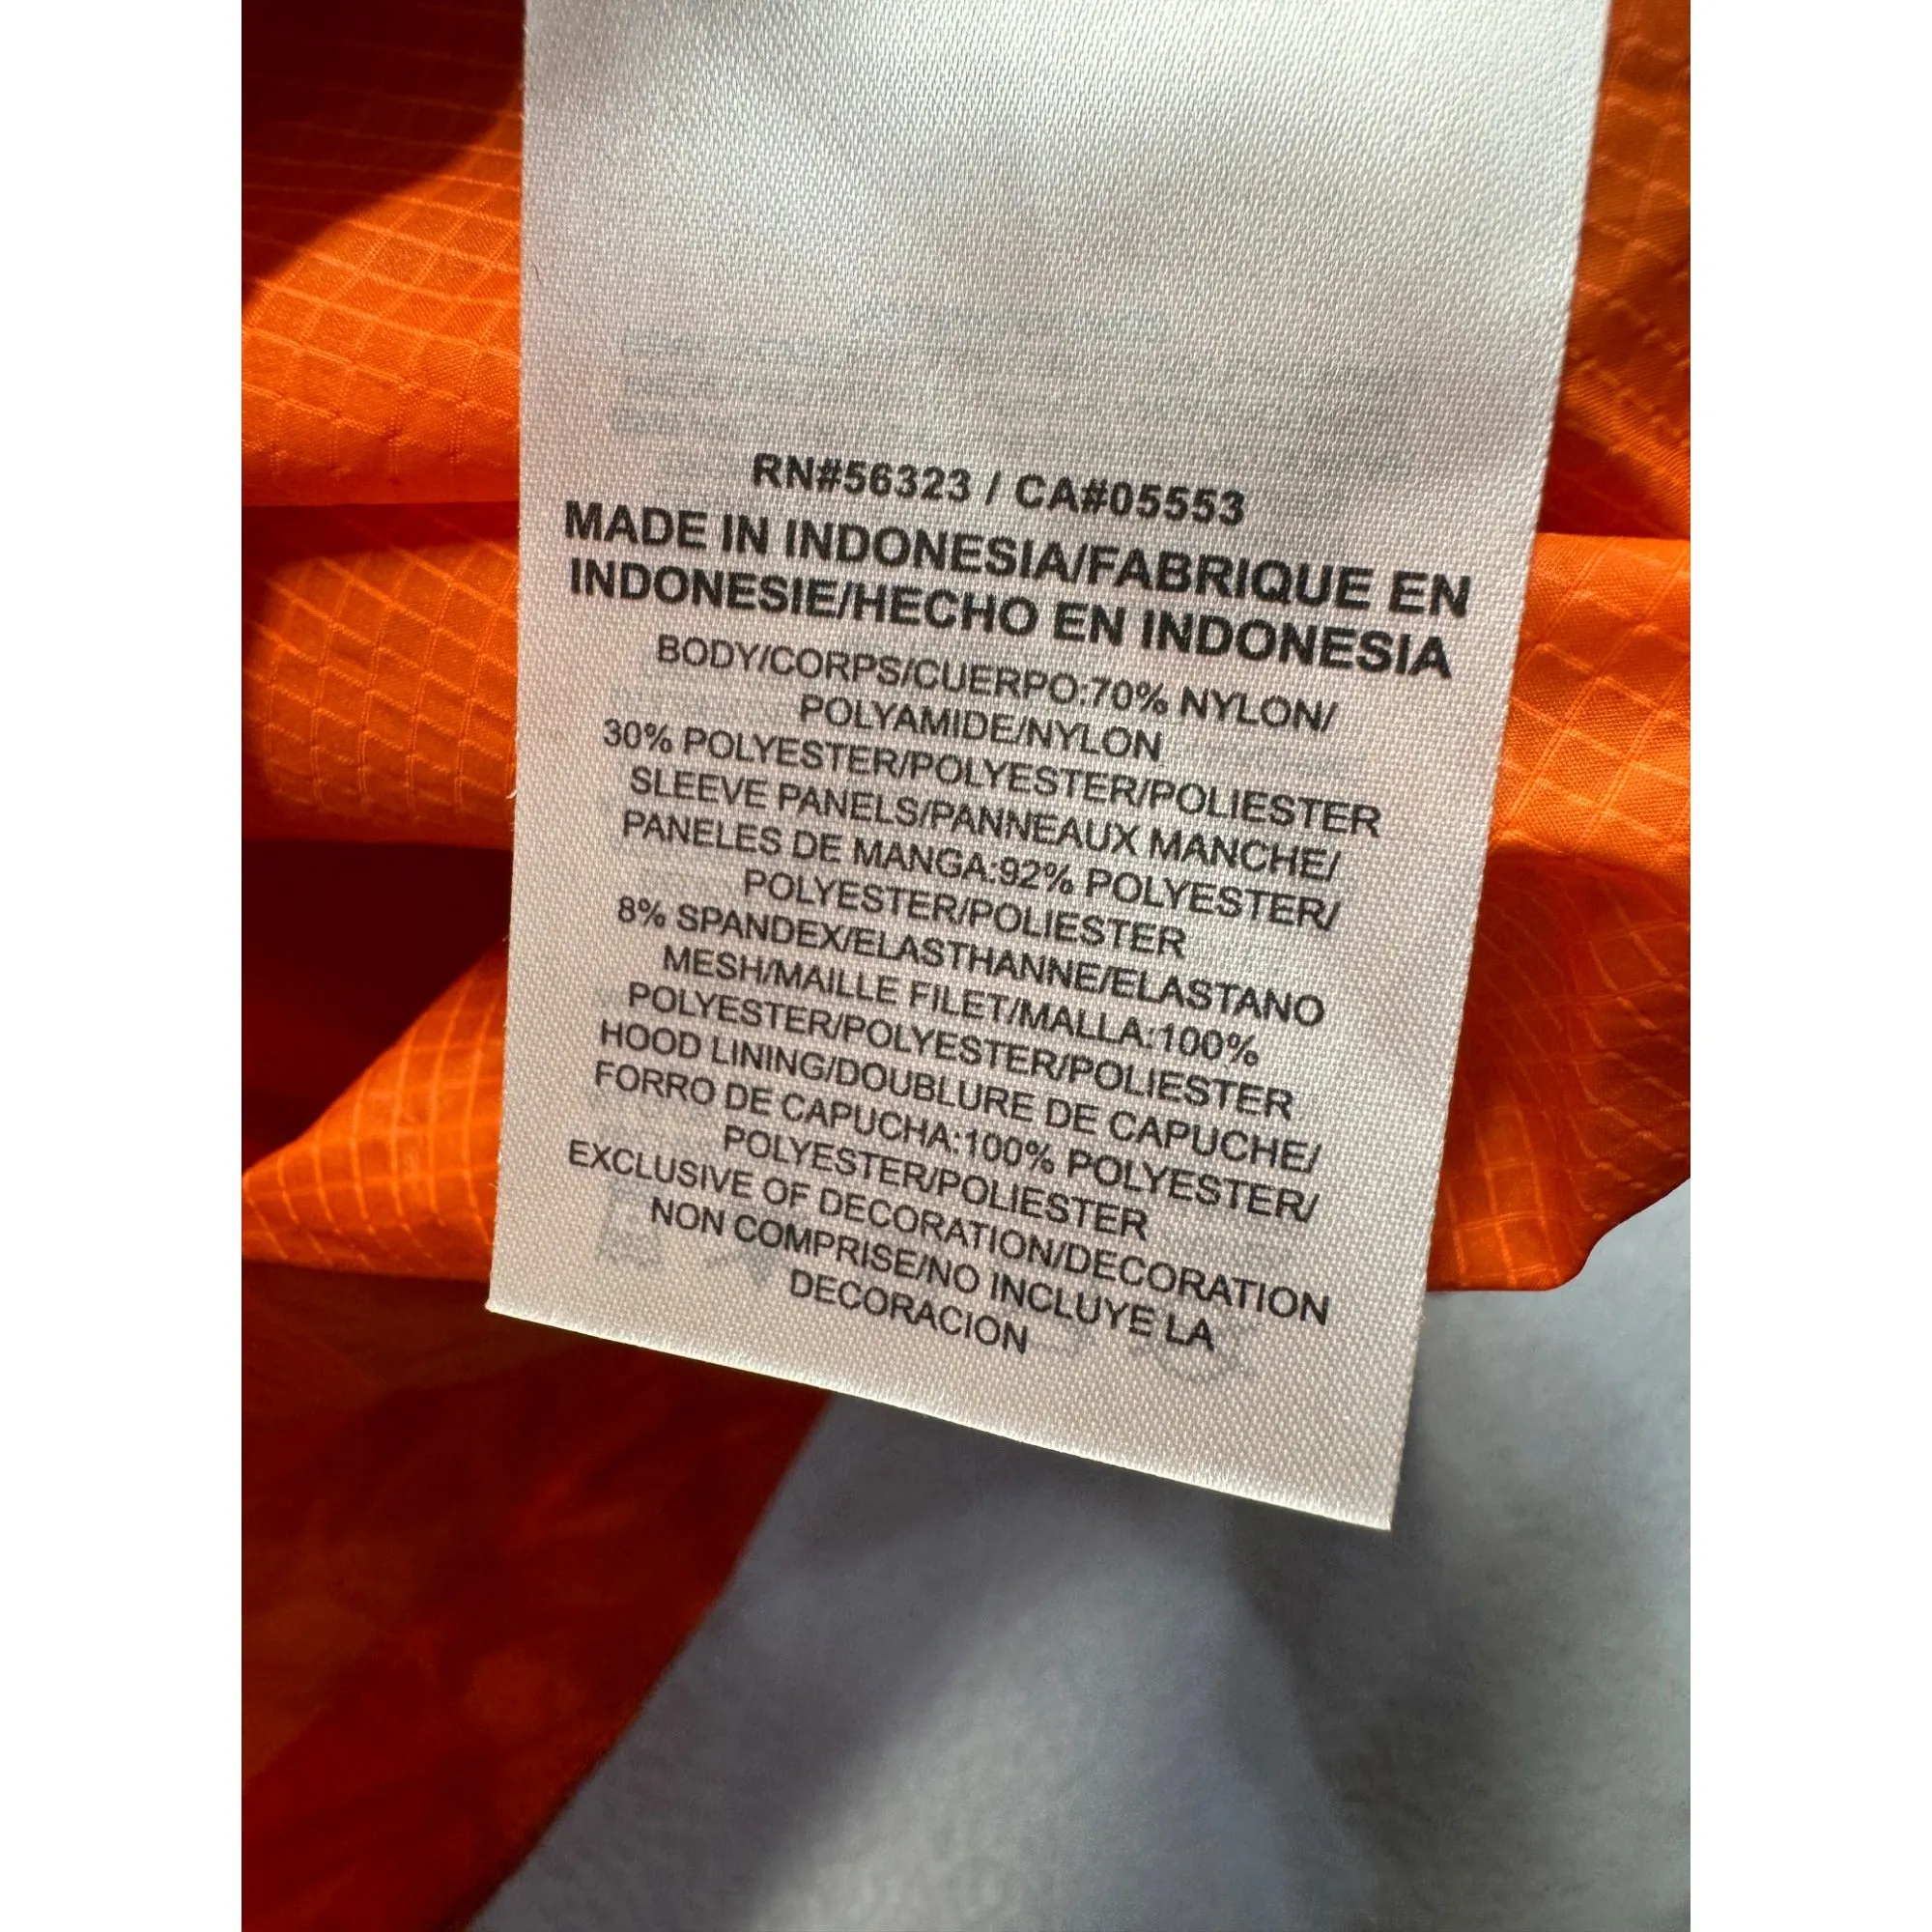 RN#56323 / CA#05553
MADE IN INDONESIA/FABRIQUE EN
INDONESIE/HECHO EN INDONESIA
BODY/CORPS/CUERPO:70% NYLON/
POLYAMIDE/NYLON
30% POLYESTER/POLYESTER/POLIESTER
SLEEVE PANELS/PANNEAUX MANCHE/
PANELES DE MANGA:92% POLYESTER/
POLYESTER/POLIESTER
8% SPANDEX/ELASTHANNE/ELASTANO
MESH/MAILLE FILET/MALLA:100%
POLYESTER/POLYESTER/POLIESTER
HOOD LINING/DOUBLURE DE CAPUCHE/
FORRO DE CAPUCHA:100% POLYESTER/
POLYESTER/POLIESTER
EXCLUSIVE OF DECORATION/DECORATION
NON COMPRISE/NO INCLUYE LA
DECORACION